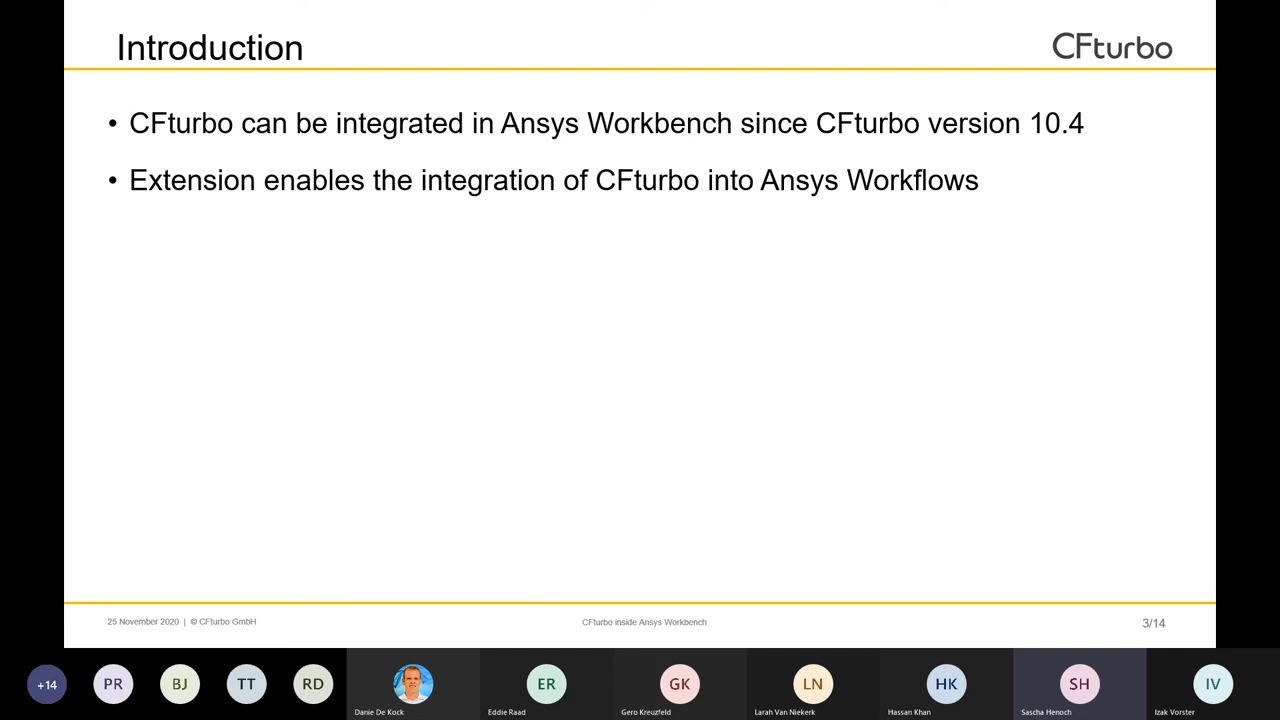 Introduction
CFturbo
• CFturbo can be integrated in Ansys Workbench since CFturbo version 10.4
• Extension enables the integration of CFturbo into Ansys Workflows
25 November 2020 | © CFturbo GmbH
CFturbo inside Ansys Workbench
3/14
+14
PR
BJ
TT
RD
ER
GK
LN
HK
SH
IV
Danie De Kock
Eddie Raad
Gero Kreuzfeld
Larah Van Niekerk
Hassan Khan
Sascha Henoch
Izak Vorster